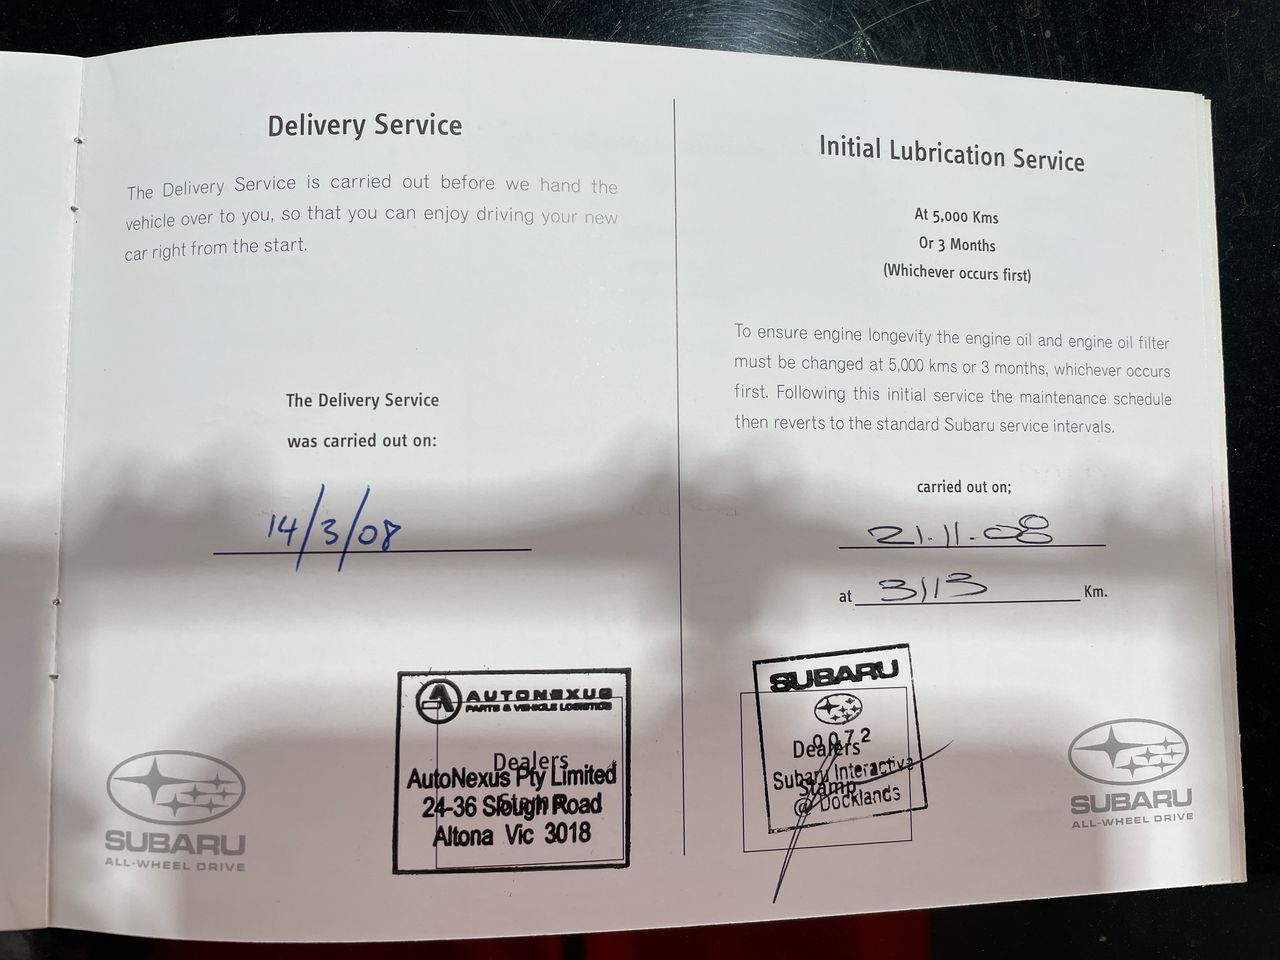 Delivery Service
The Delivery Service is carried out before we hand the
vehicle over to you, so that you can enjoy driving your new
car right from the start.
The Delivery Service
was carried out on:
14/3/08
AUTONEXUS
PARTS & VEHICLE LOGISTICS
Dealers
AutoNexus Pty Limited
Stamp
24-36 Slough Road
Altona Vic 3018
SUBARU
ALL-WHEEL DRIVE
Initial Lubrication Service
At 5,000 Kms
Or 3 Months
(Whichever occurs first)
To ensure engine longevity the engine oil and engine oil filter
must be changed at 5,000 kms or 3 months, whichever occurs
first. Following this initial service the maintenance schedule
then reverts to the standard Subaru service intervals.
carried out on;
21.11.08
at 3113 Km.
SUBARU
0072
Dealers
Subaru Interactive
Stamp
@ Docklands
SUBARU
ALL-WHEEL DRIVE